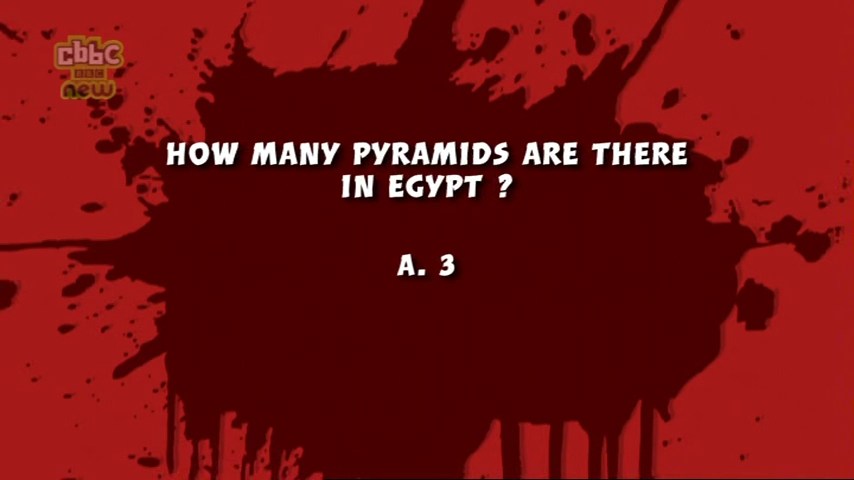 cbbc
BBC
new
HOW MANY PYRAMIDS ARE THERE
IN EGYPT ?
A. 3